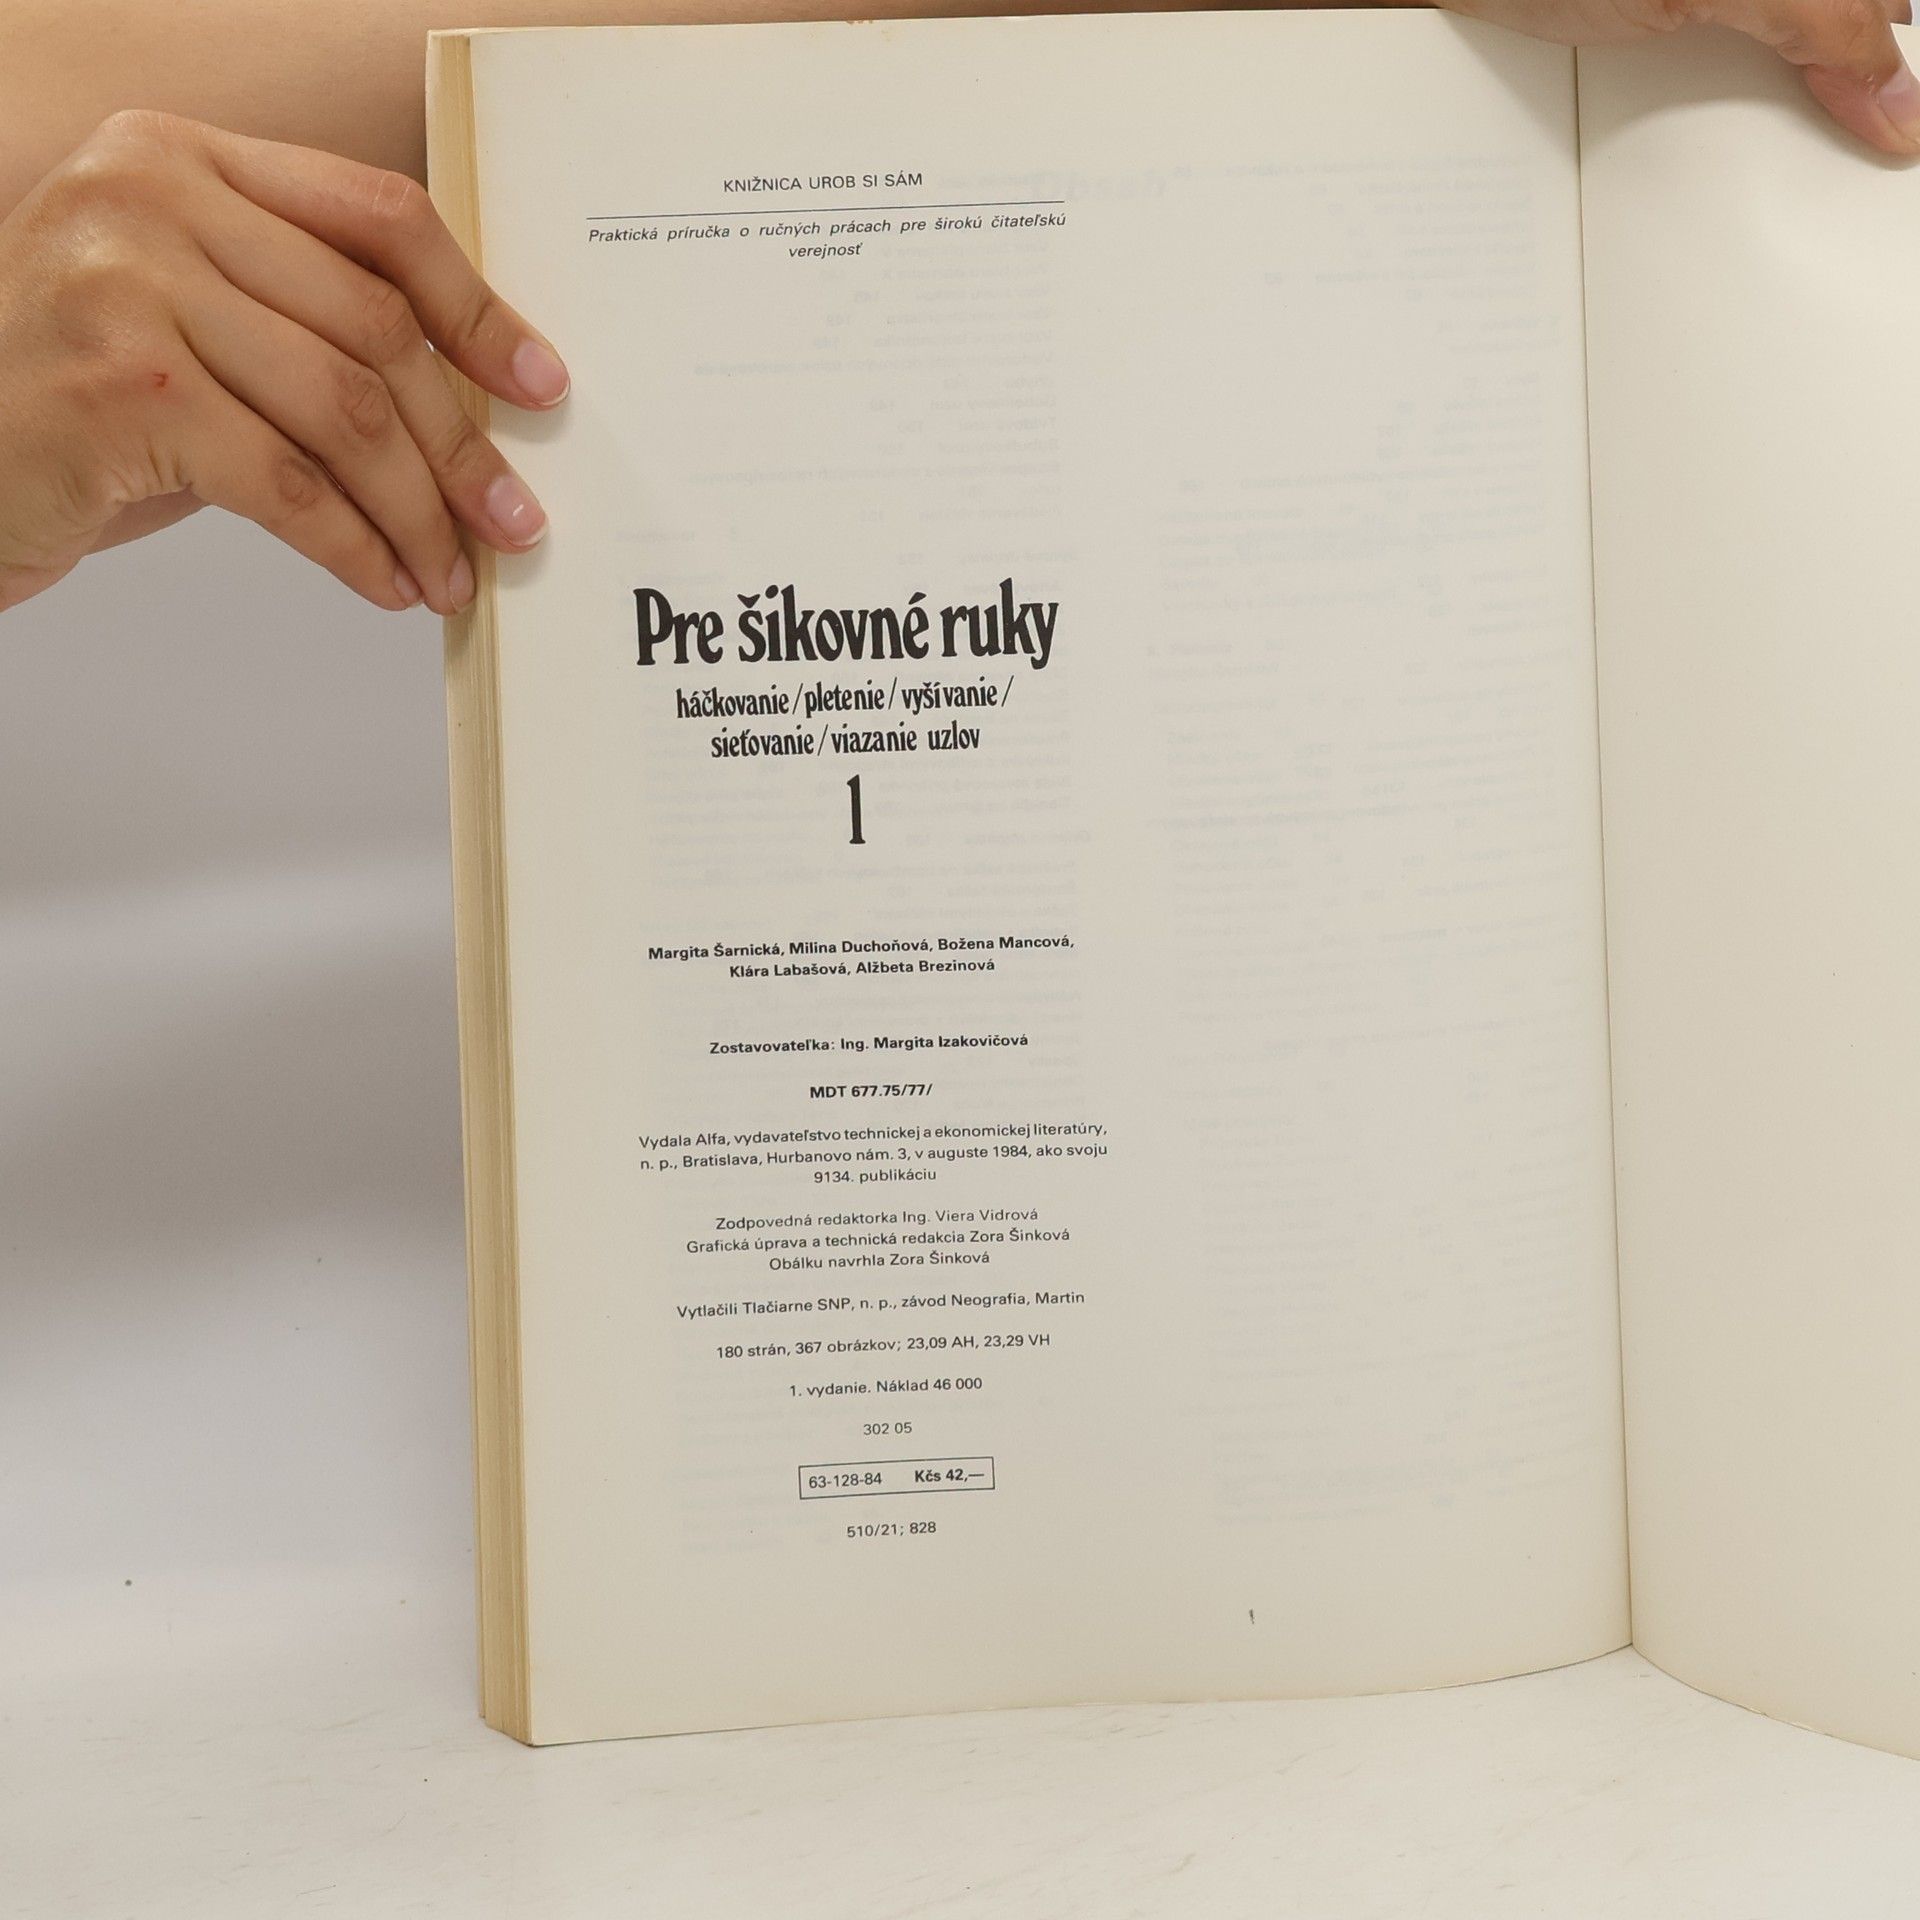 KNIŽNICA UROB SI SÁM
Praktická príručka o ručných prácach pre širokú čitateľskú
verejnosť
Pre šikovné ruky
háčkovanie/pletenie/vyšívanie/
sieťovanie/viazanie uzlov
1
Margita Šarnická, Milina Duchoňová, Božena Mancová,
Klára Labašová, Alžbeta Brezinová
Zostavovateľka: Ing. Margita Izakovičová
MDT 677.75/77/
Vydala Alfa, vydavateľstvo technickej a ekonomickej literatúry,
n. p., Bratislava, Hurbanovo nám. 3, v auguste 1984, ako svoju
9134. publikáciu
Zodpovedná redaktorka Ing. Viera Vidrová
Grafická úprava a technická redakcia Zora Šinková
Obálku navrhla Zora Šinková
Vytlačili Tlačiarne SNP, n. p., závod Neografia, Martin
180 strán, 367 obrázkov; 23,09 AH, 23,29 VH
1. vydanie. Náklad 46 000
302 05
63-128-84 Kčs 42,—
510/21; 828